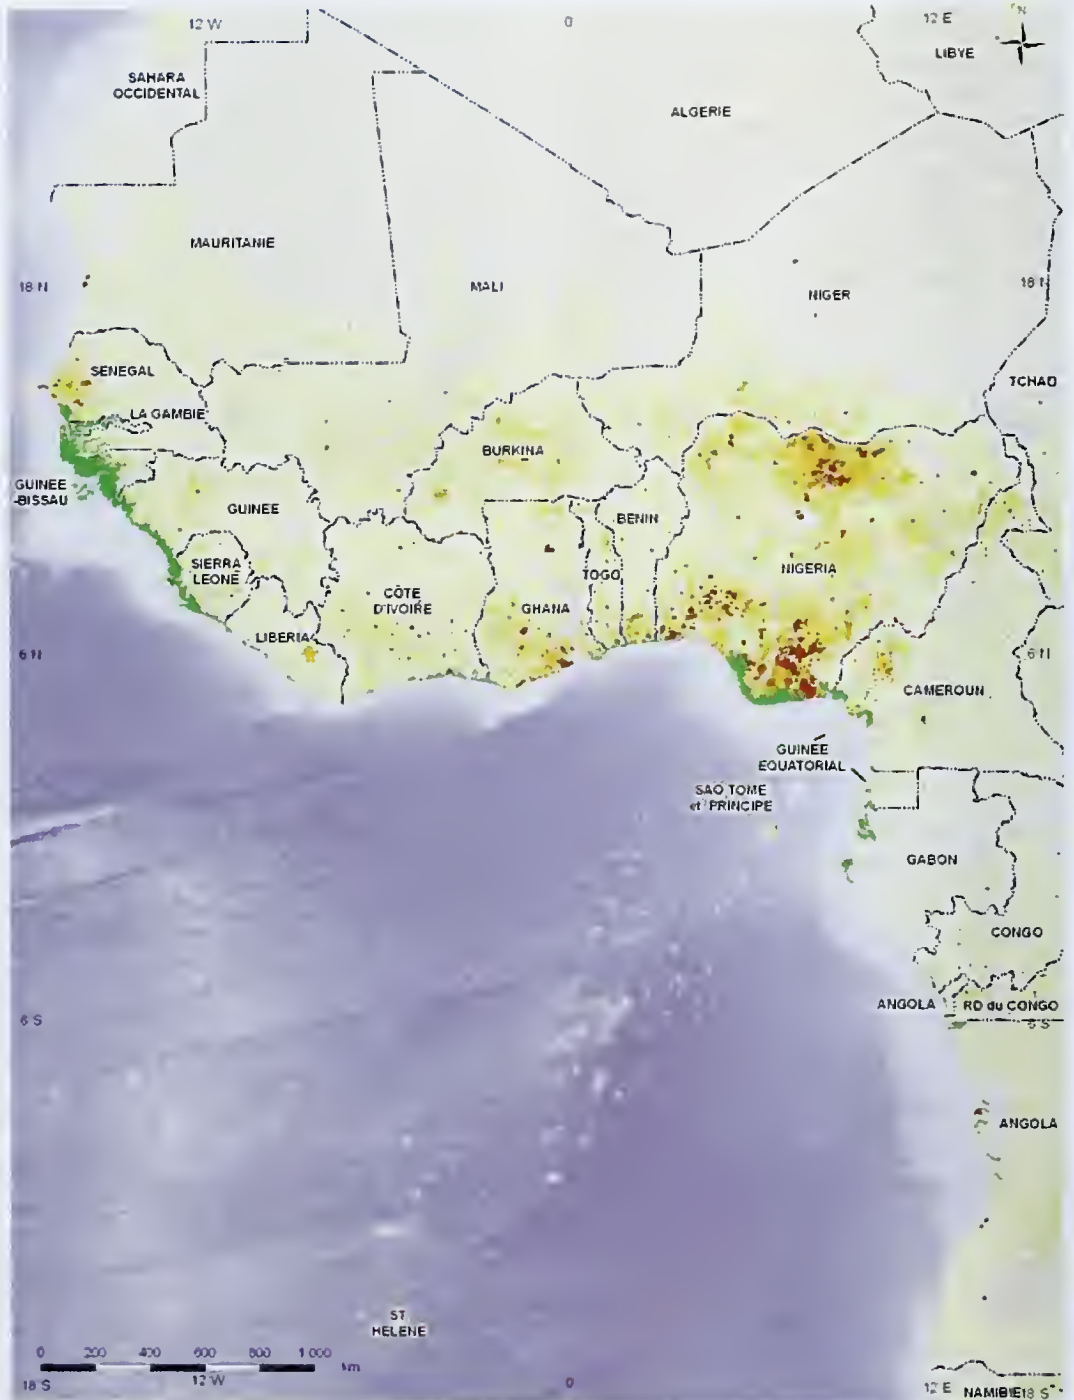 12 W
0
12 E
N
LIBYE
SAHARA
OCCIDENTAL
ALGERIE
MAURITANIE
MALI
NIGER
18 N
18 N
SENEGAL
TCHAD
LA GAMBIE
BURKINA
GUINEE
-BISSAU
GUINEE
BENIN
SIERRA
LEONE
TOGO
NIGERIA
CÔTE
D'IVOIRE
GHANA
LIBERIA
6 N
6 N
CAMEROUN
GUINÉE
EQUATORIAL
SAO TOME
et PRINCIPE
GABON
CONGO
ANGOLA
RD du CONGO
6 S
6 S
ANGOLA
ST
HELENE
0 200 400 600 800 1 000 km
18 S
12 W
0
12 E
NAMIBIE
18 S